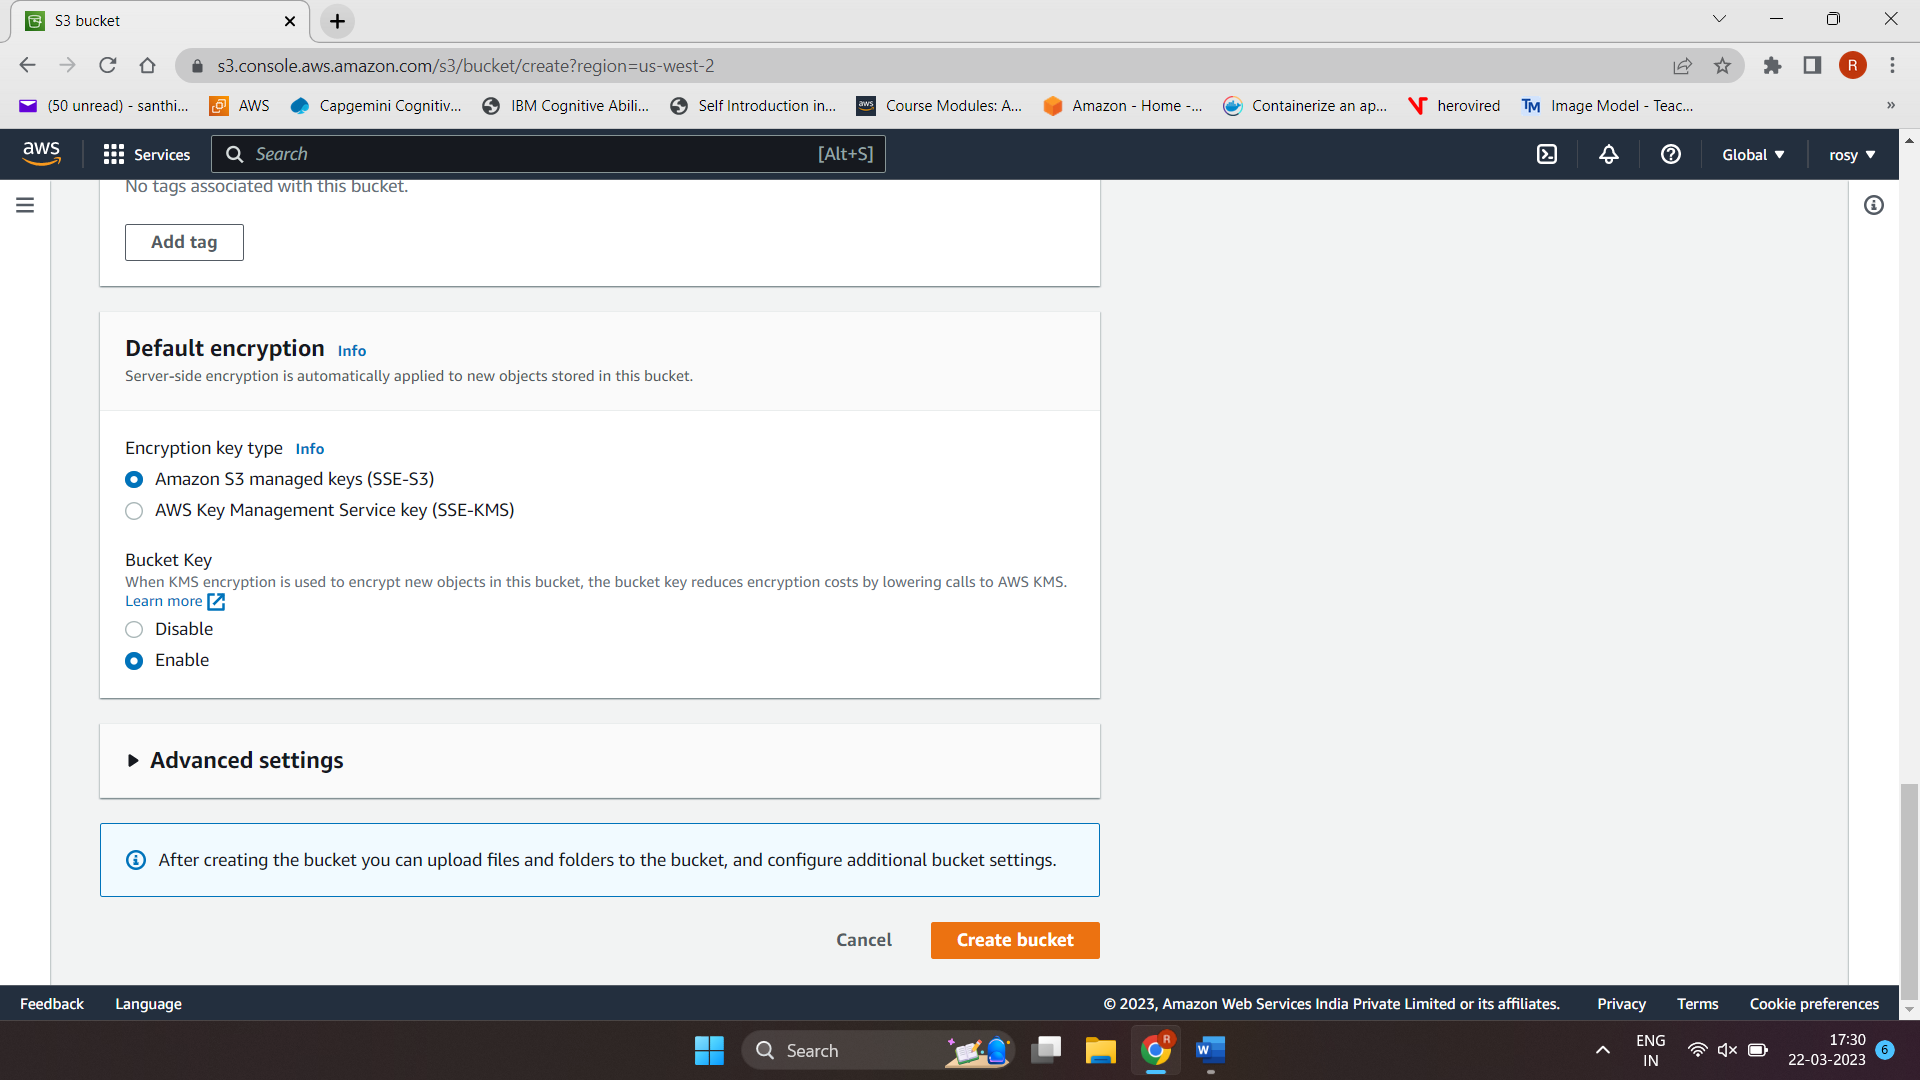 S3 bucket
s3.console.aws.amazon.com/s3/bucket/create?region=us-west-2
R
(50 unread) - santhi...
AWS
Capgemini Cognitiv...
IBM Cognitive Abili...
Self Introduction in...
aws
Course Modules: A...
Amazon - Home -...
Containerize an ap...
herovired
TM
Image Model - Teac...
»
aws
Services
Search
[Alt+S]
Global
rosy
No tags associated with this bucket.
Add tag
Default encryption Info
Server-side encryption is automatically applied to new objects stored in this bucket.
Encryption key type Info
Amazon S3 managed keys (SSE-S3)
AWS Key Management Service key (SSE-KMS)
Bucket Key
When KMS encryption is used to encrypt new objects in this bucket, the bucket key reduces encryption costs by lowering calls to AWS KMS.
Learn more
Disable
Enable
Advanced settings
After creating the bucket you can upload files and folders to the bucket, and configure additional bucket settings.
Cancel
Create bucket
Feedback
Language
© 2023, Amazon Web Services India Private Limited or its affiliates.
Privacy
Terms
Cookie preferences
Search
R
W
ENG
IN
17:30
22-03-2023
6